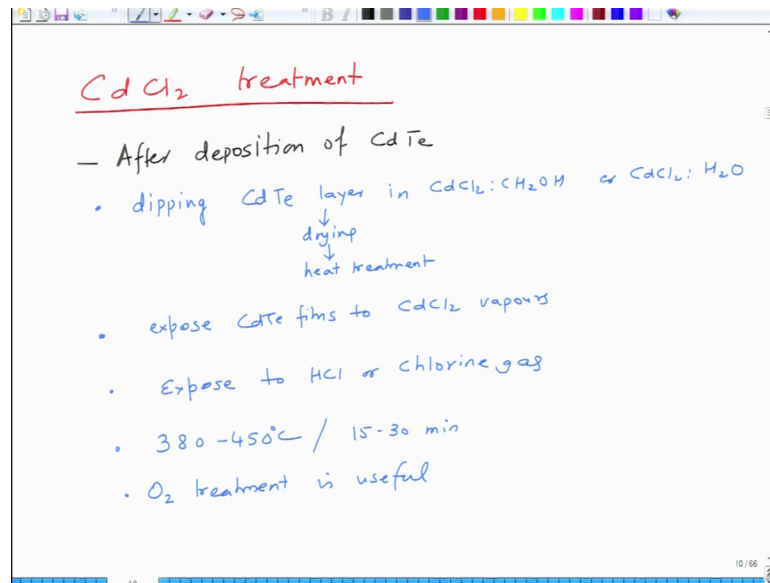 CdCl2 treatment
— After deposition of CdTe
• dipping CdTe layer in CdCl2:CH2OH or CdCl2:H2O
↓
drying
↓
heat treatment
• expose CdTe fims to CdCl2 vapours
• Expose to HCl or chlorine gas
• 380-450°C / 15-30 min
• O2 treatment is useful
10/66